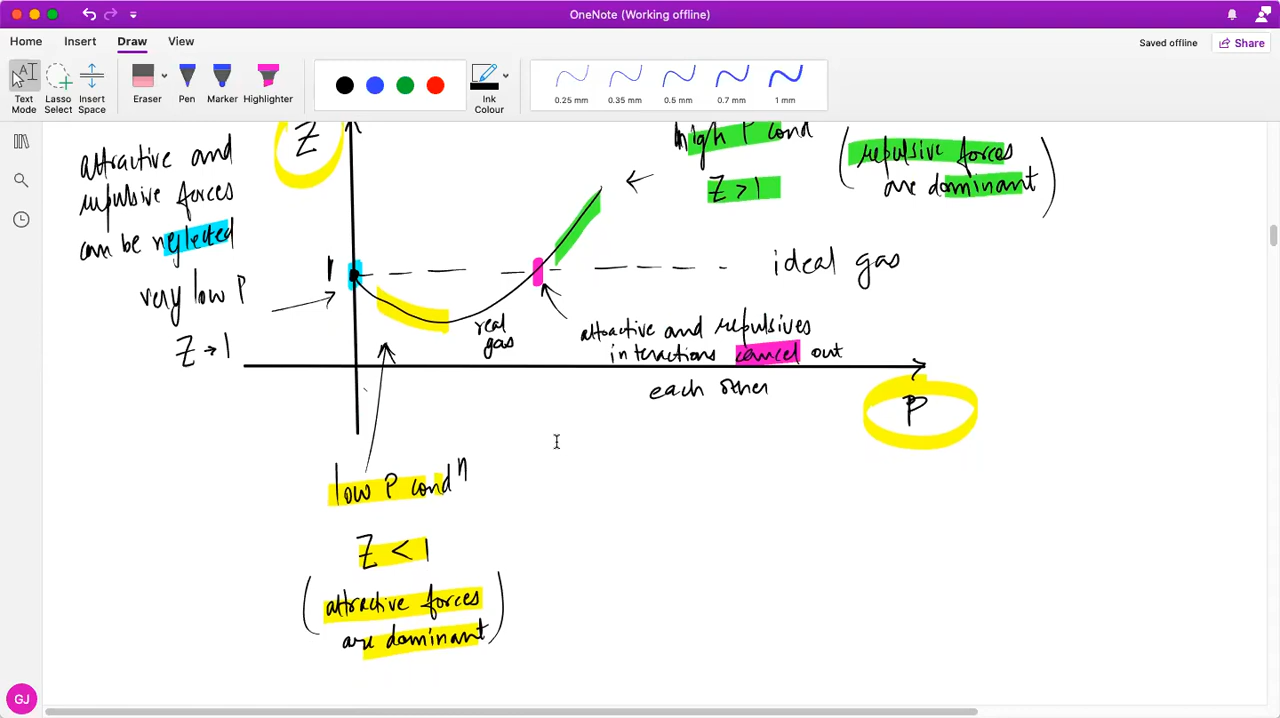 OneNote (Working offline)
Home Insert Draw View
Saved offline
Share
Text Mode
Lasso Select
Insert Space
Eraser
Pen
Marker
Highlighter
Ink Colour
0.25 mm
0.35 mm
0.5 mm
0.7 mm
1 mm
Z
attractive and
repulsive forces
can be neglected
very low P
Z → 1
1
high P cond
Z > 1
(repulsive forces
are dominant)
ideal gas
real
gas
attractive and repulsives
interactions cancel out
each other
P
low P condⁿ
Z < 1
(attractive forces
are dominant)
GJ